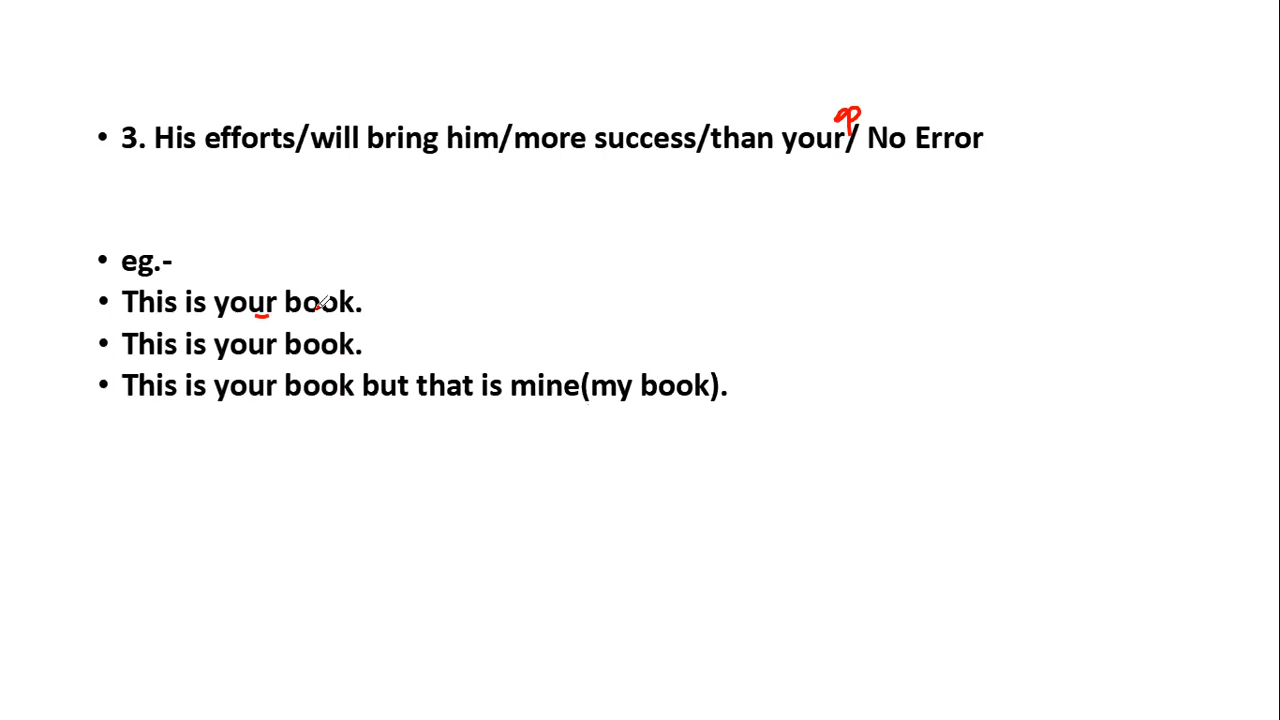 • 3. His efforts/will bring him/more success/than your/ No Error
• eg.-
• This is your book.
• This is your book.
• This is your book but that is mine(my book).